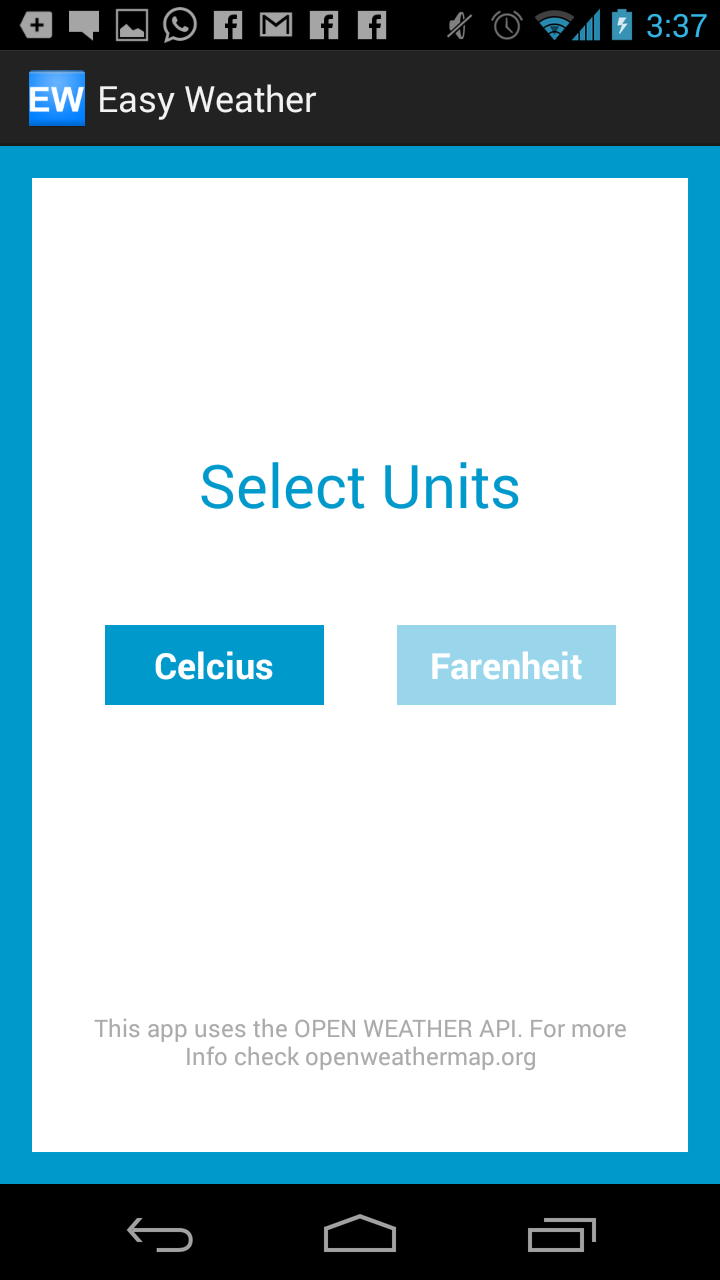 3:37
EW Easy Weather
Select Units
Celcius Farenheit
This app uses the OPEN WEATHER API. For more
Info check openweathermap.org